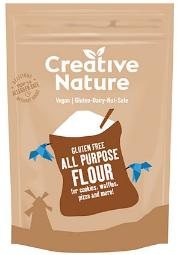 Creative
Nature
Vegan | Gluten-Dairy-Nut-Safe
GLUTEN FREE
ALL PURPOSE
FLOUR
for cookies, waffles,
pizza and more!